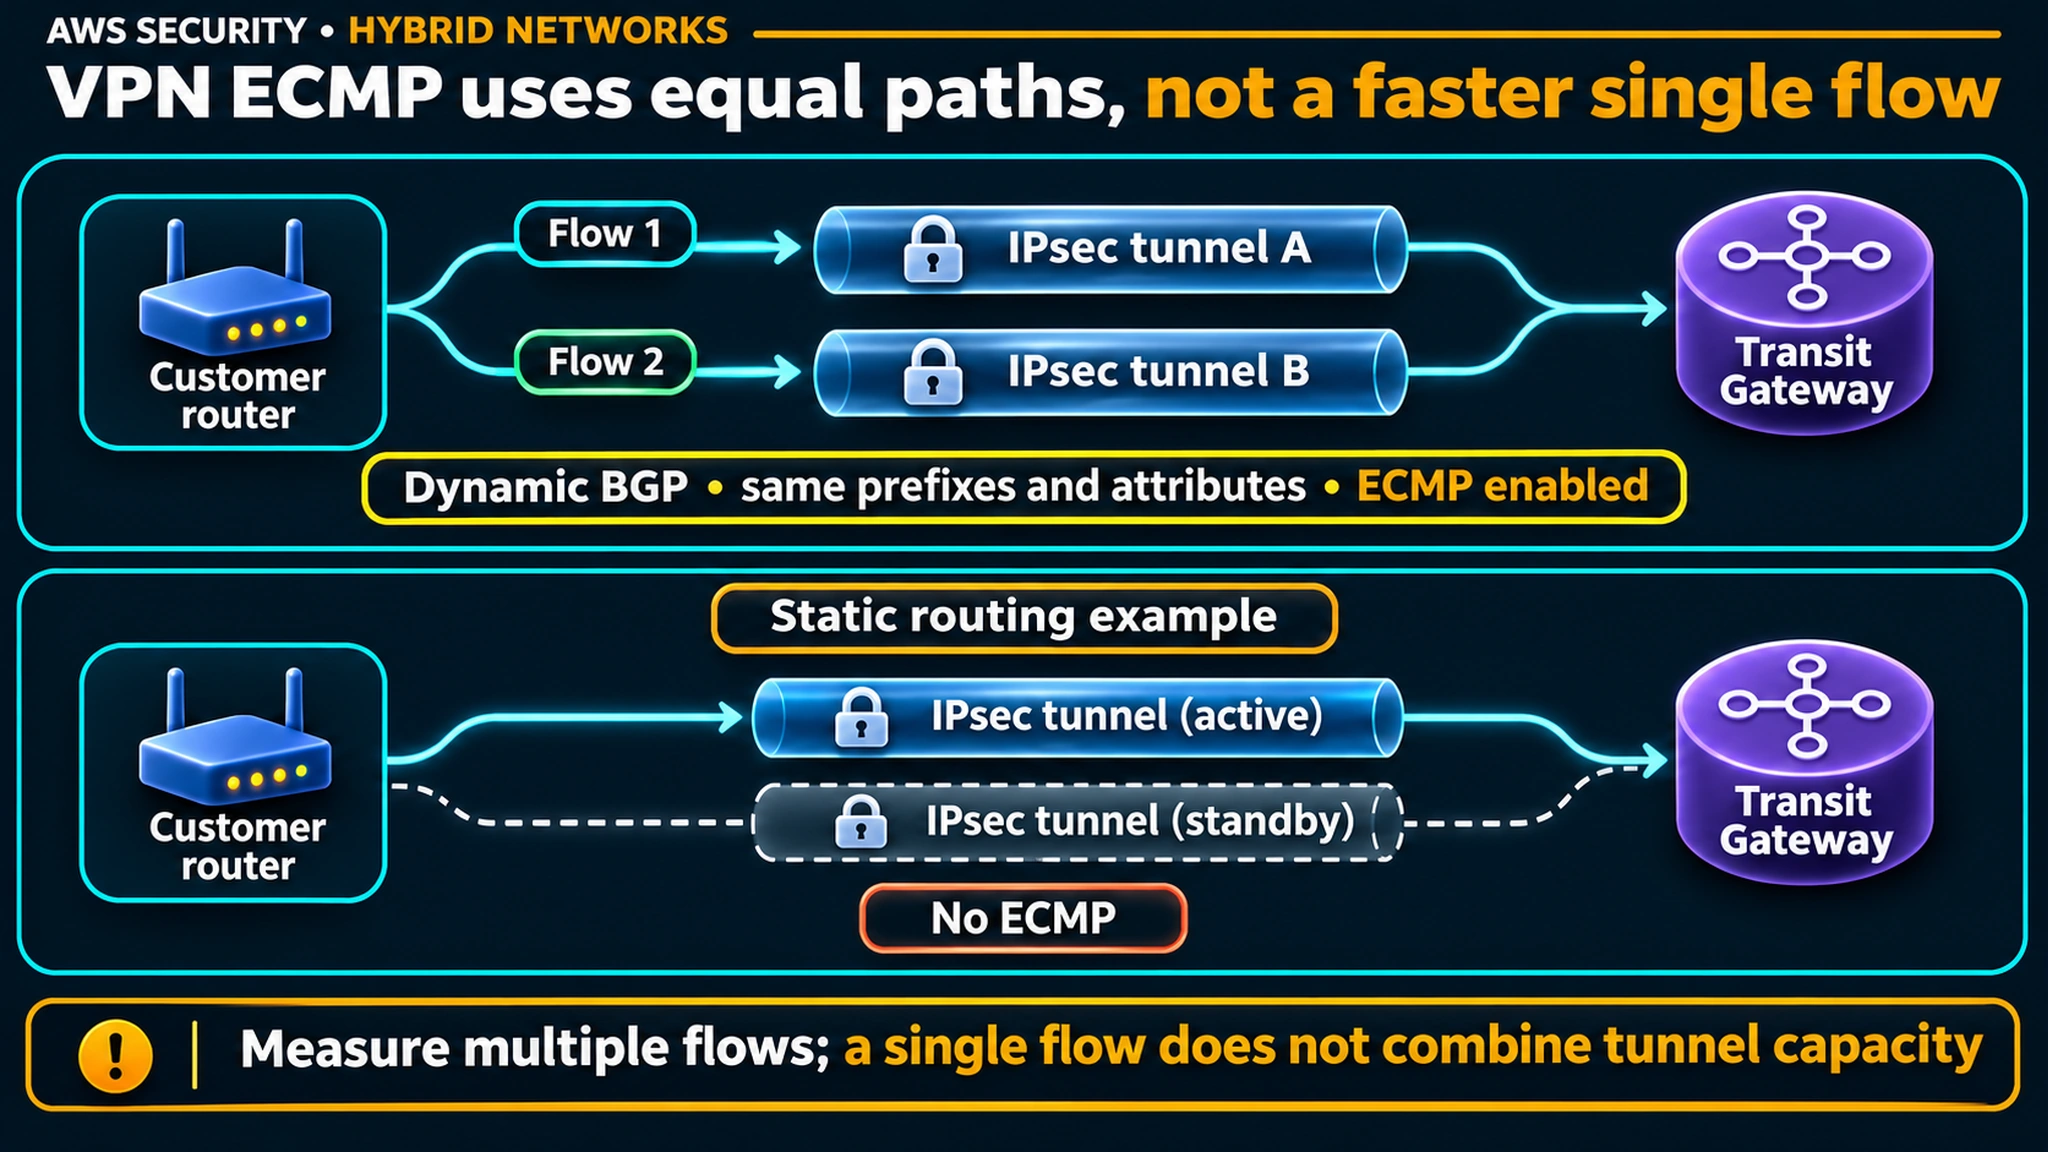 AWS SECURITY • HYBRID NETWORKS
VPN ECMP uses equal paths, not a faster single flow
Customer
router
Flow 1
Flow 2
IPsec tunnel A
IPsec tunnel B
Transit
Gateway
Dynamic BGP • same prefixes and attributes • ECMP enabled
Static routing example
Customer
router
IPsec tunnel (active)
IPsec tunnel (standby)
Transit
Gateway
No ECMP
! Measure multiple flows; a single flow does not combine tunnel capacity